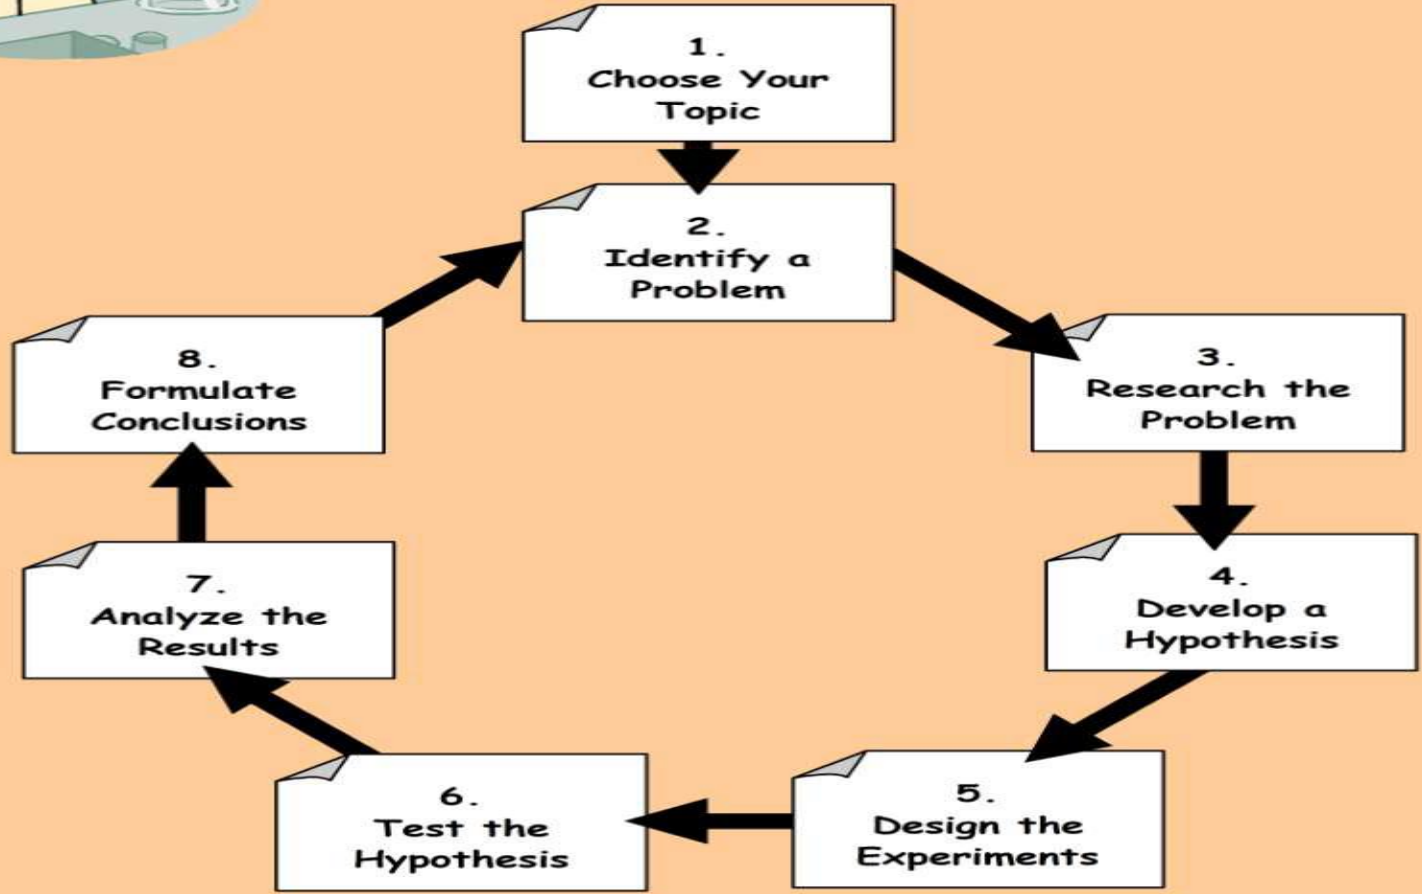 1.
Choose Your
Topic
2.
Identify a
Problem
3.
Research the
Problem
4.
Develop a
Hypothesis
5.
Design the
Experiments
6.
Test the
Hypothesis
7.
Analyze the
Results
8.
Formulate
Conclusions